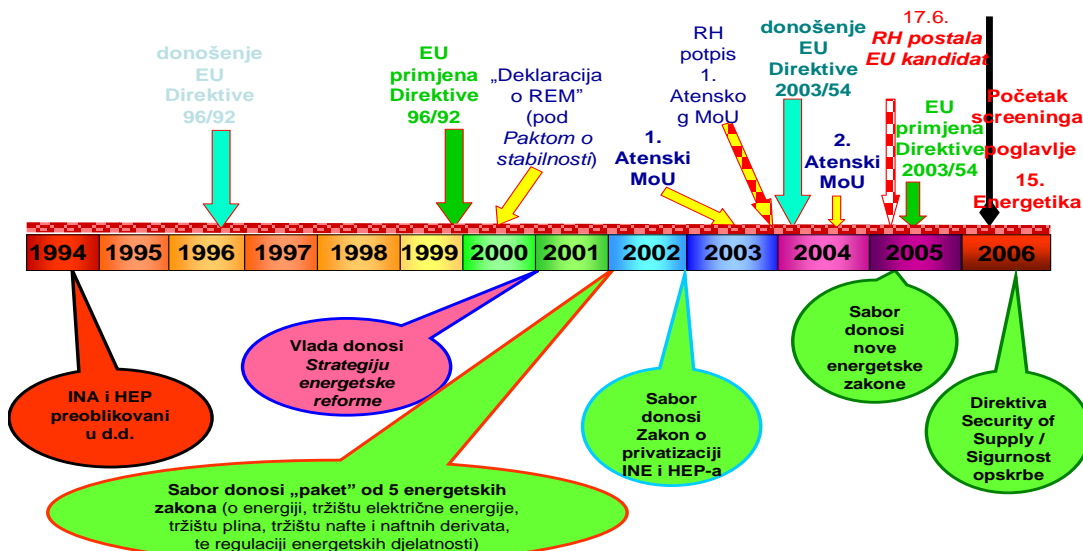 donošenje
EU
Direktive
96/92
EU
primjena
Direktive
96/92
„Deklaracija
o REM”
(pod
Paktom o
stabilnosti)
1.
Atenski
MoU
RH
potpis
1.
Atensko
g MoU
donošenje
EU
Direktive
2003/54
2.
Atenski
MoU
17.6.
RH postala
EU kandidat
EU
primjena
Direktive
2003/54
Početak
screeninga
poglavlje
15.
Energetika
1994 1995 1996 1997 1998 1999 2000 2001 2002 2003 2004 2005 2006
INA i HEP
preoblikovani
u d.d.
Vlada donosi
Strategiju
energetske
reforme
Sabor donosi „paket” od 5 energetskih
zakona (o energiji, tržištu električne energije,
tržištu plina, tržištu nafte i naftnih derivata,
te regulaciji energetskih djelatnosti)
Sabor
donosi
Zakon o
privatizaciji
INE i HEP-a
Sabor
donosi
nove
energetske
zakone
Direktiva
Security of
Supply /
Sigurnost
opskrbe